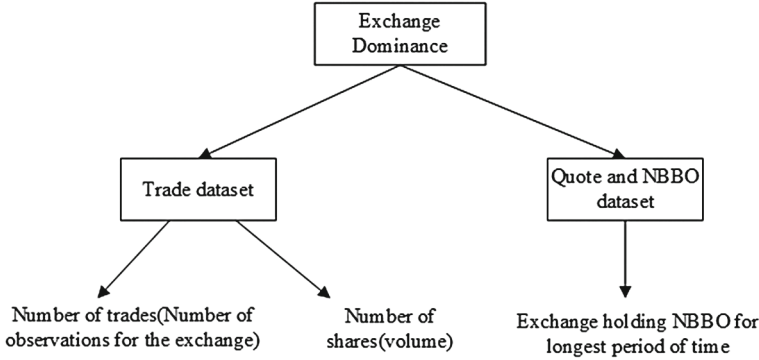 Exchange
Dominance
Trade dataset
Quote and NBBO
dataset
Number of trades(Number of
observations for the exchange)
Number of
shares(volume)
Exchange holding NBBO for
longest period of time